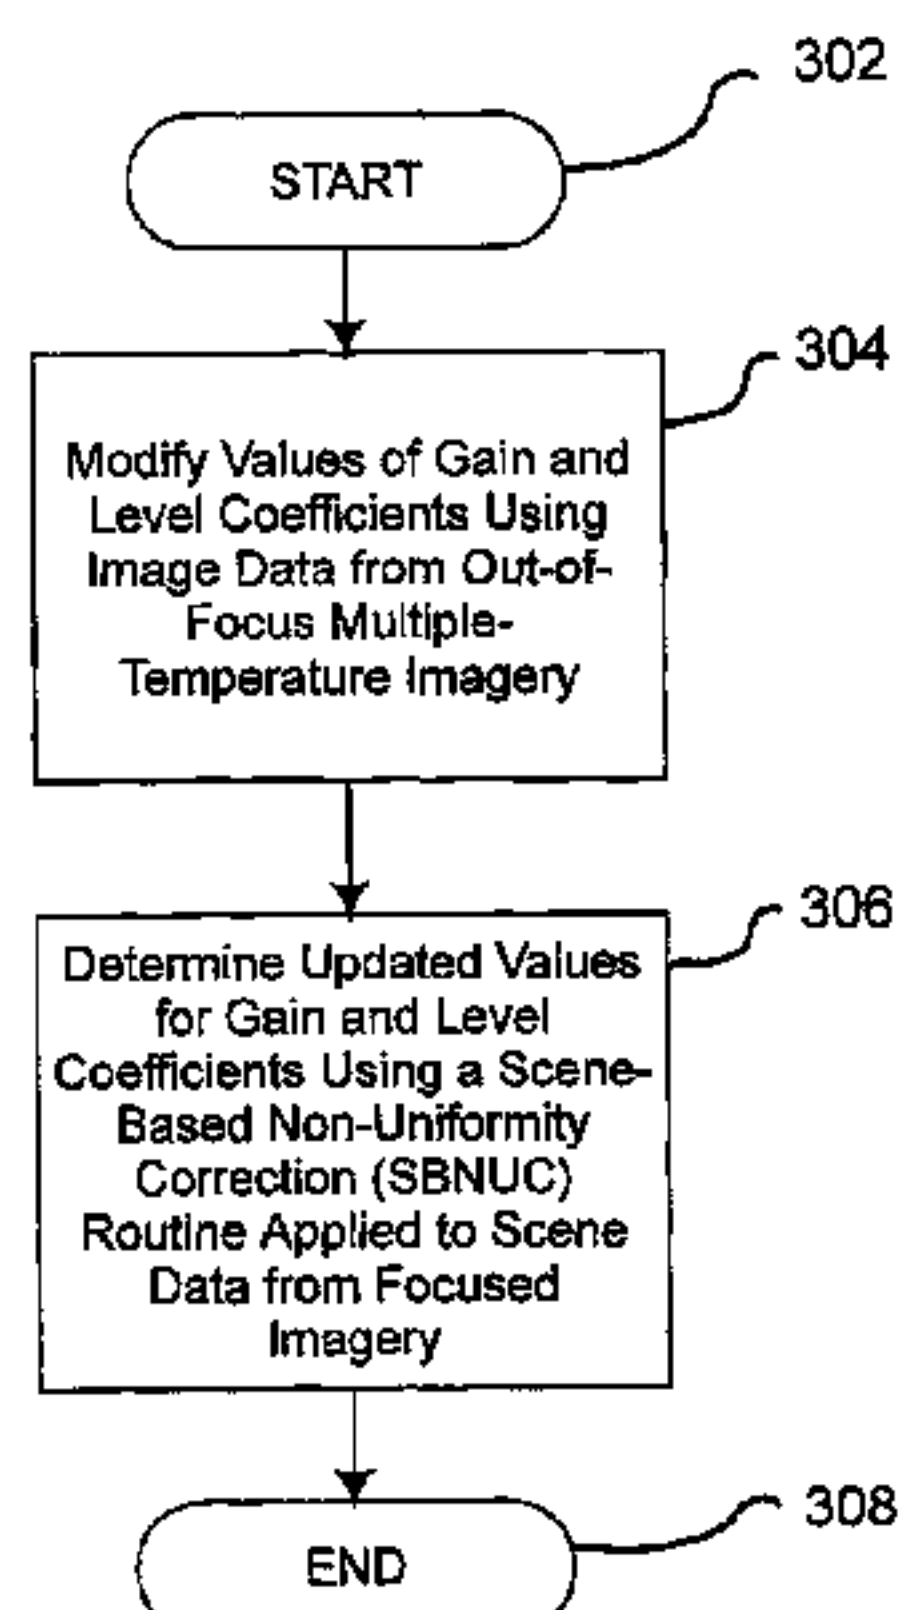 302
START
304
Modify Values of Gain and
Level Coefficients Using
Image Data from Out-of-
Focus Multiple-
Temperature Imagery
306
Determine Updated Values
for Gain and Level
Coefficients Using a Scene-
Based Non-Uniformity
Correction (SBNUC)
Routine Applied to Scene
Data from Focused
Imagery
308
END